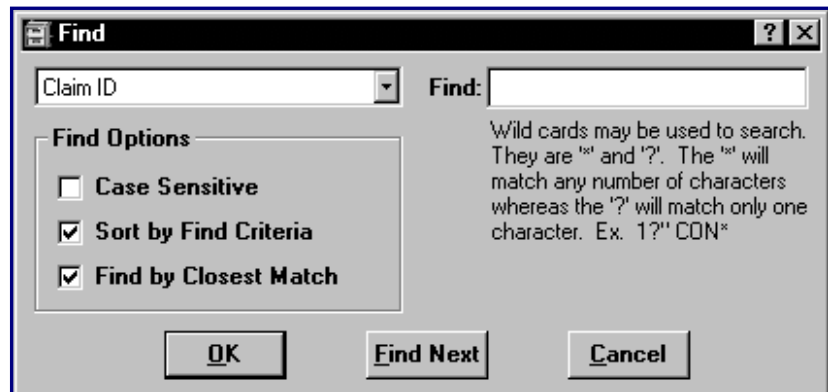 Find
Claim ID
Find:
Wild cards may be used to search.
They are '*' and '?'. The '*' will
match any number of characters
whereas the '?' will match only one
character. Ex. 1?" CON*
Find Options
Case Sensitive
Sort by Find Criteria
Find by Closest Match
OK
Find Next
Cancel